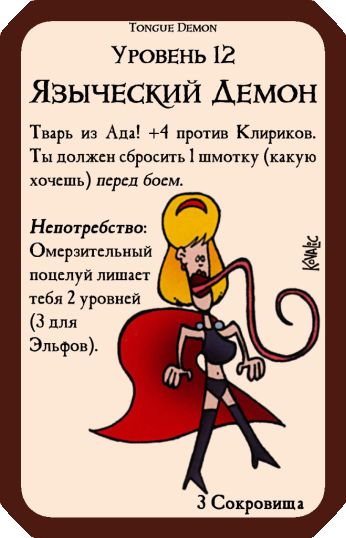 Tongue Demon
Уровень 12
Языческий Демон
Тварь из Ада! +4 против Клириков.
Ты должен сбросить 1 шмотку (какую
хочешь) перед боем.
Непотребство:
Омерзительный
поцелуй лишает
тебя 2 уровней
(3 для
Эльфов).
Kovalic
3 Сокровища